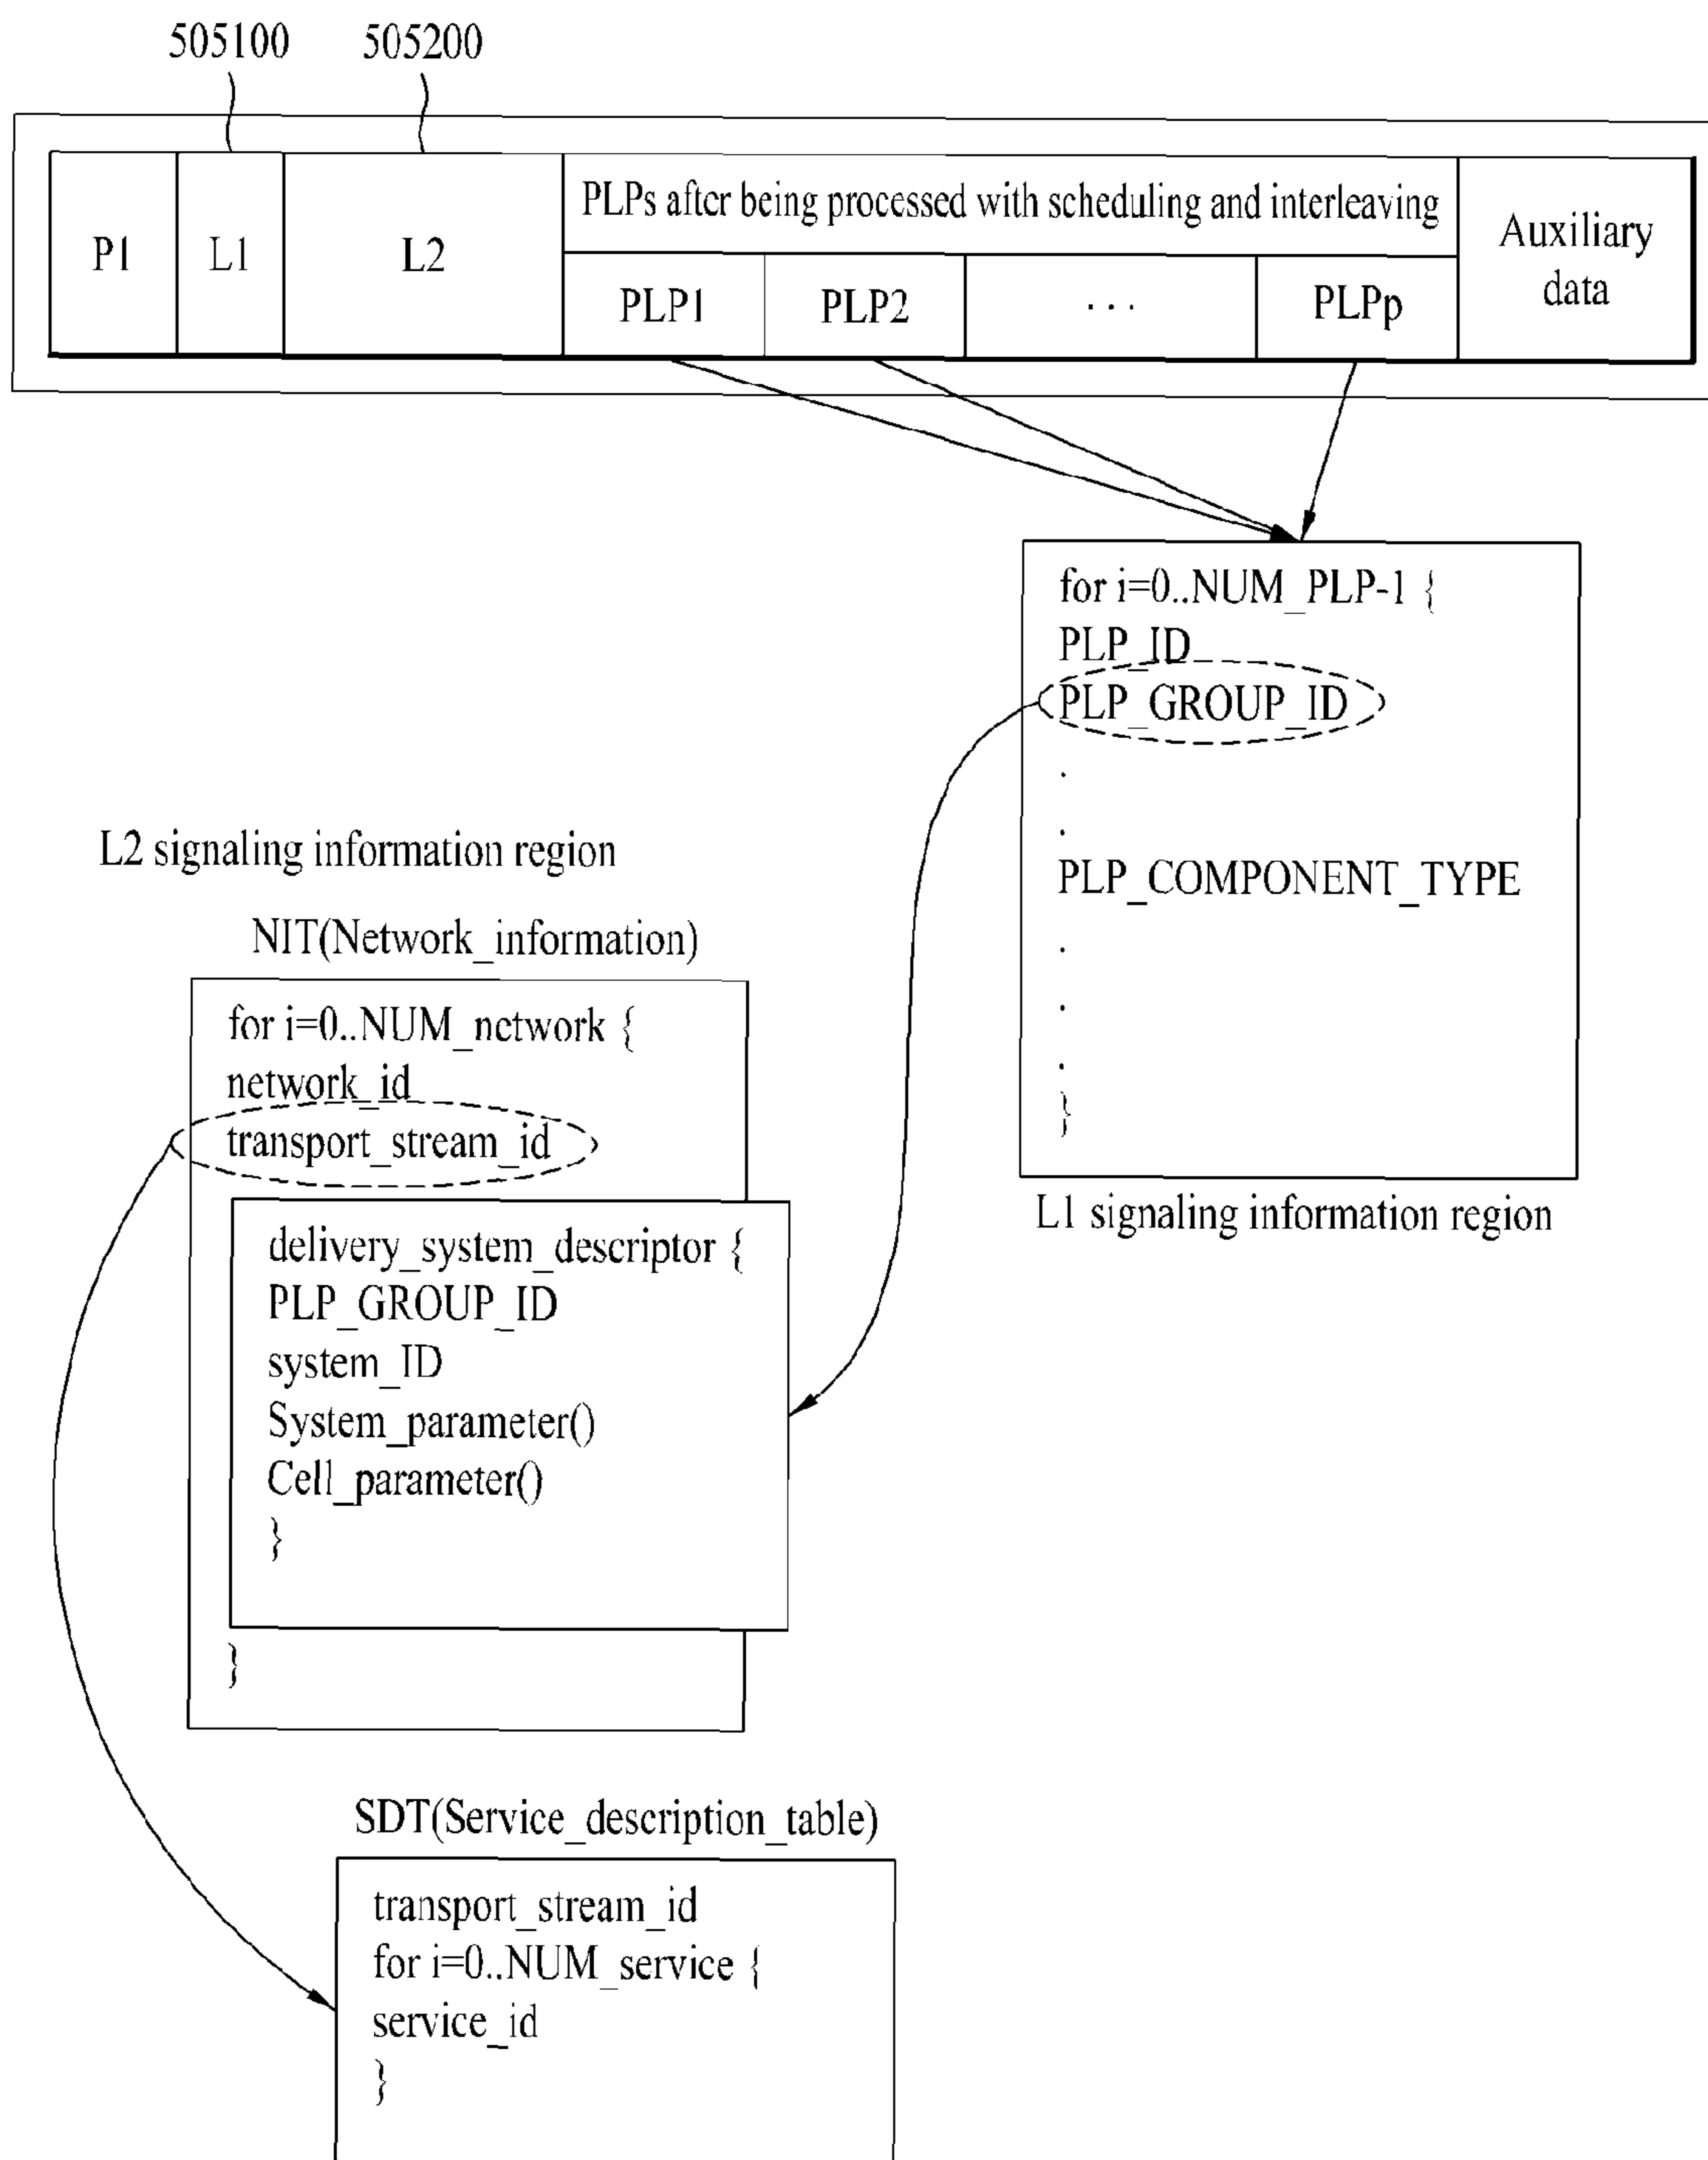 505100 505200
PLPs after being processed with scheduling and interleaving
P1 L1 L2 Auxiliary data
PLP1 PLP2 . . . PLPp
for i=0..NUM_PLP-1 {
PLP_ID
PLP_GROUP_ID
.
.
PLP_COMPONENT_TYPE
.
.
.
}
L1 signaling information region
L2 signaling information region
NIT(Network_information)
for i=0..NUM_network {
network_id
transport_stream_id
delivery_system_descriptor {
PLP_GROUP_ID
system_ID
System_parameter()
Cell_parameter()
}
}
SDT(Service_description_table)
transport_stream_id
for i=0..NUM_service {
service_id
}